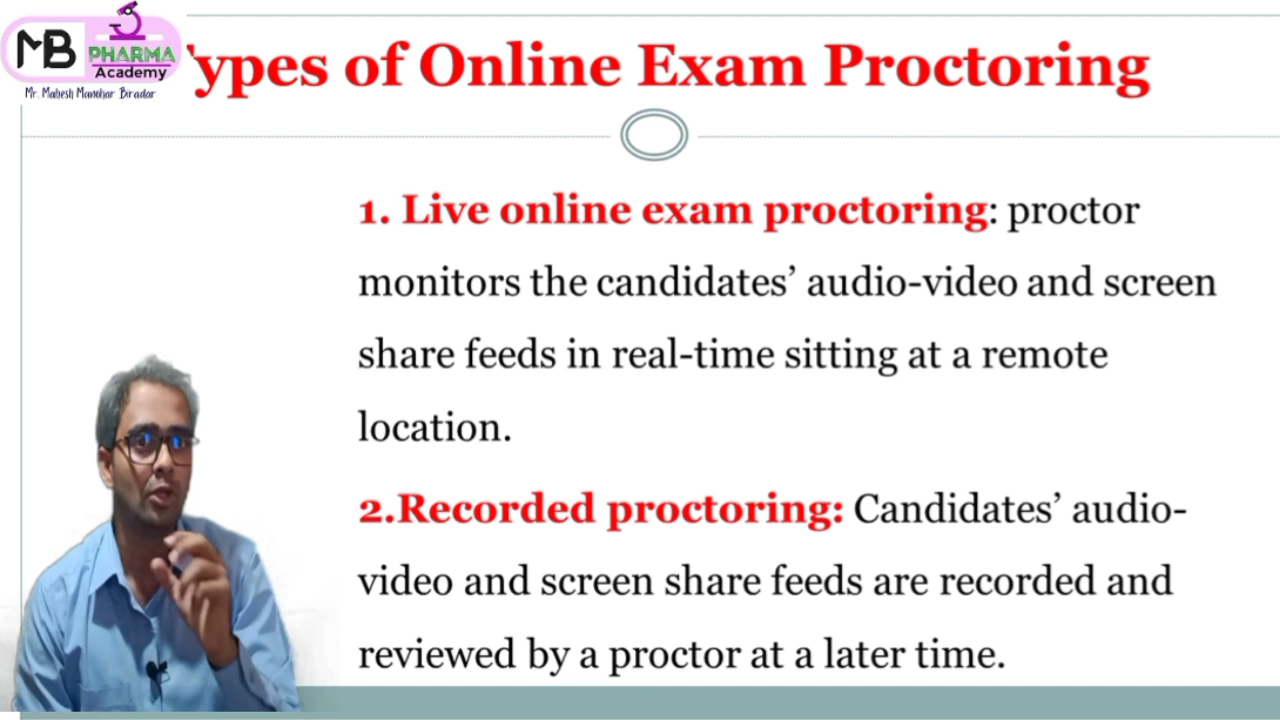 MB PHARMA
Academy
Mr. Mahesh Manohar Biradar
ypes of Online Exam Proctoring
1. Live online exam proctoring: proctor
monitors the candidates’ audio-video and screen
share feeds in real-time sitting at a remote
location.
2.Recorded proctoring: Candidates’ audio-
video and screen share feeds are recorded and
reviewed by a proctor at a later time.